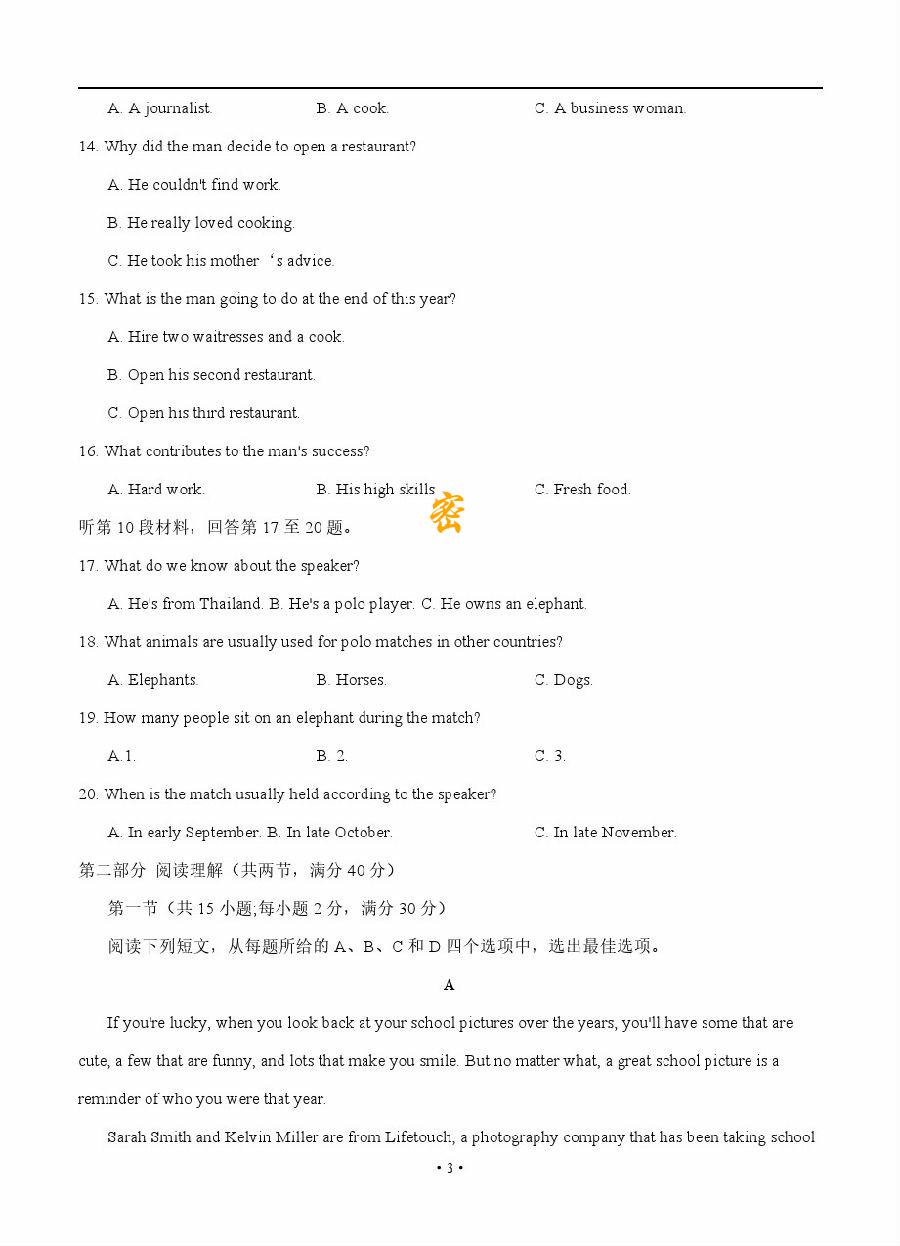 A. A journalist. B. A cook. C. A business woman.
14. Why did the man decide to open a restaurant?
A. He couldn't find work.
B. He really loved cooking.
C. He took his mother ‘s advice.
15. What is the man going to do at the end of this year?
A. Hire two waitresses and a cook.
B. Open his second restaurant.
C. Open his third restaurant.
16. What contributes to the man's success?
A. Hard work. B. His high skills C. Fresh food.
密
听第 10 段材料，回答第 17 至 20 题。
17. What do we know about the speaker?
A. He's from Thailand. B. He's a polo player. C. He owns an elephant.
18. What animals are usually used for polo matches in other countries?
A. Elephants. B. Horses. C. Dogs.
19. How many people sit on an elephant during the match?
A.1. B. 2. C. 3.
20. When is the match usually held according to the speaker?
A. In early September. B. In late October. C. In late November.
第二部分 阅读理解（共两节，满分 40 分）
第一节（共 15 小题;每小题 2 分，满分 30 分）
阅读下列短文，从每题所给的 A、B、C 和 D 四个选项中，选出最佳选项。
A
If you're lucky, when you look back at your school pictures over the years, you'll have some that are
cute, a few that are funny, and lots that make you smile. But no matter what, a great school picture is a
reminder of who you were that year.
Sarah Smith and Kelvin Miller are from Lifetouch, a photography company that has been taking school
• 3 •